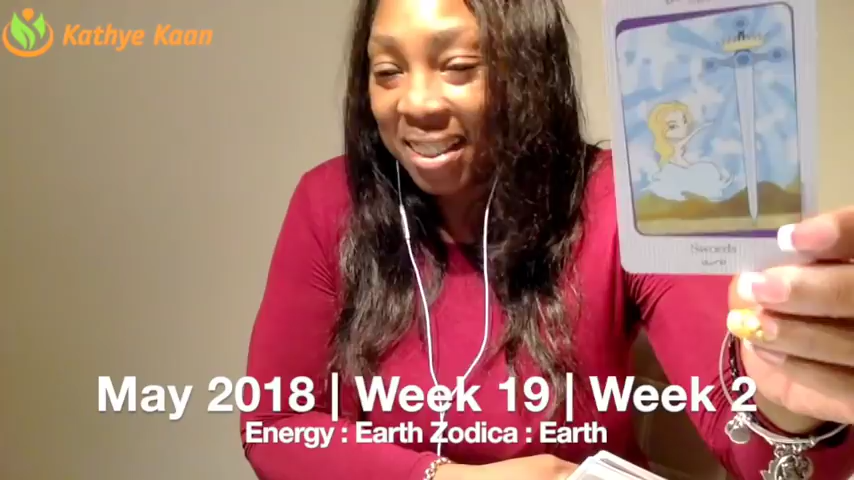 Kathye Kaan
Swords
May 2018 | Week 19 | Week 2
Energy : Earth Zodica : Earth